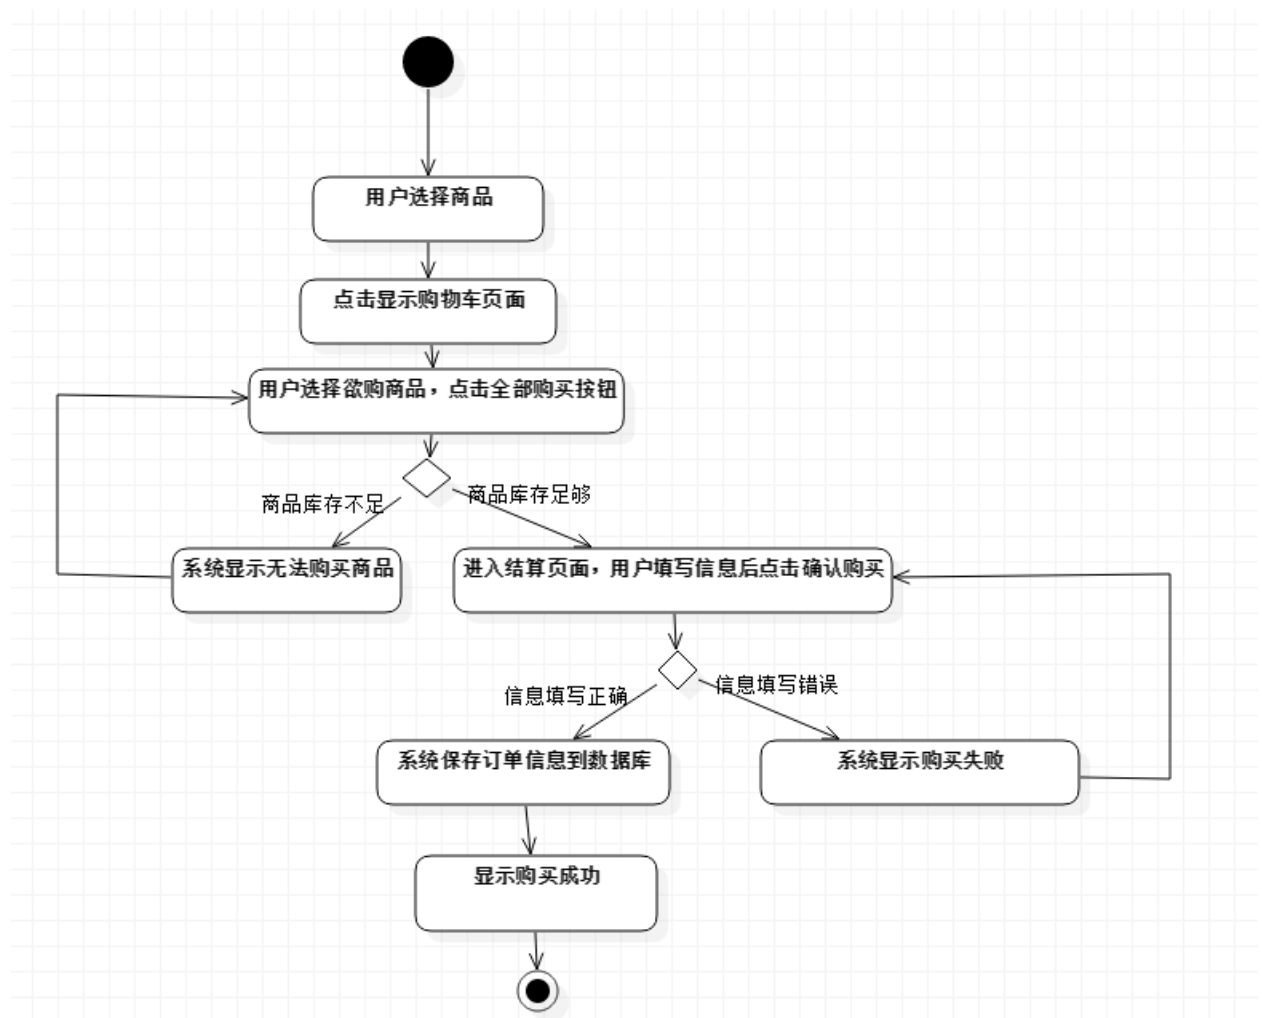 用户选择商品
点击显示购物车页面
用户选择欲购商品，点击全部购买按钮
商品库存不足
商品库存足够
系统显示无法购买商品
进入结算页面，用户填写信息后点击确认购买
信息填写正确
信息填写错误
系统保存订单信息到数据库
系统显示购买失败
显示购买成功